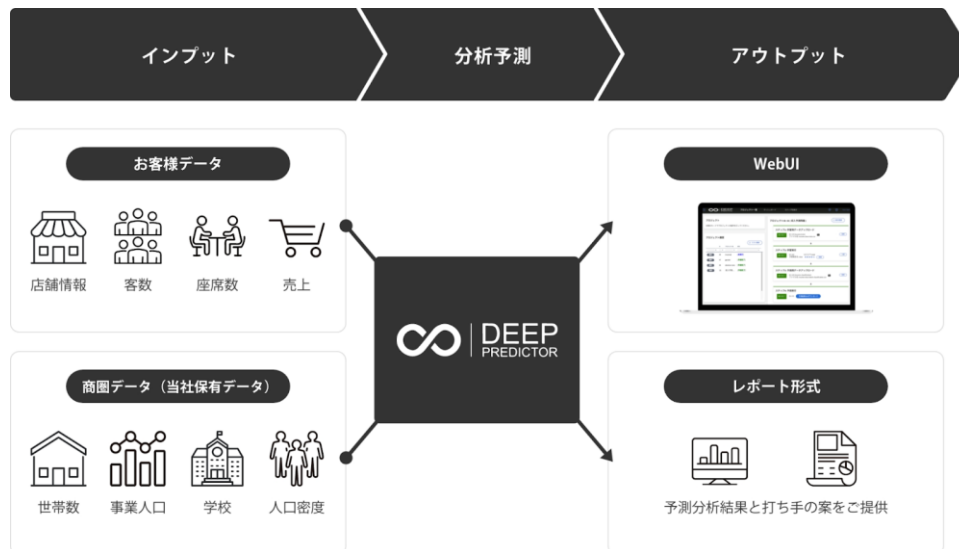 インプット
分析予測
アウトプット
お客様データ
店舗情報
客数
座席数
売上
商圏データ（当社保有データ）
世帯数
事業人口
学校
人口密度
DEEP
PREDICTOR
WebUI
レポート形式
予測分析結果と打ち手の案をご提供